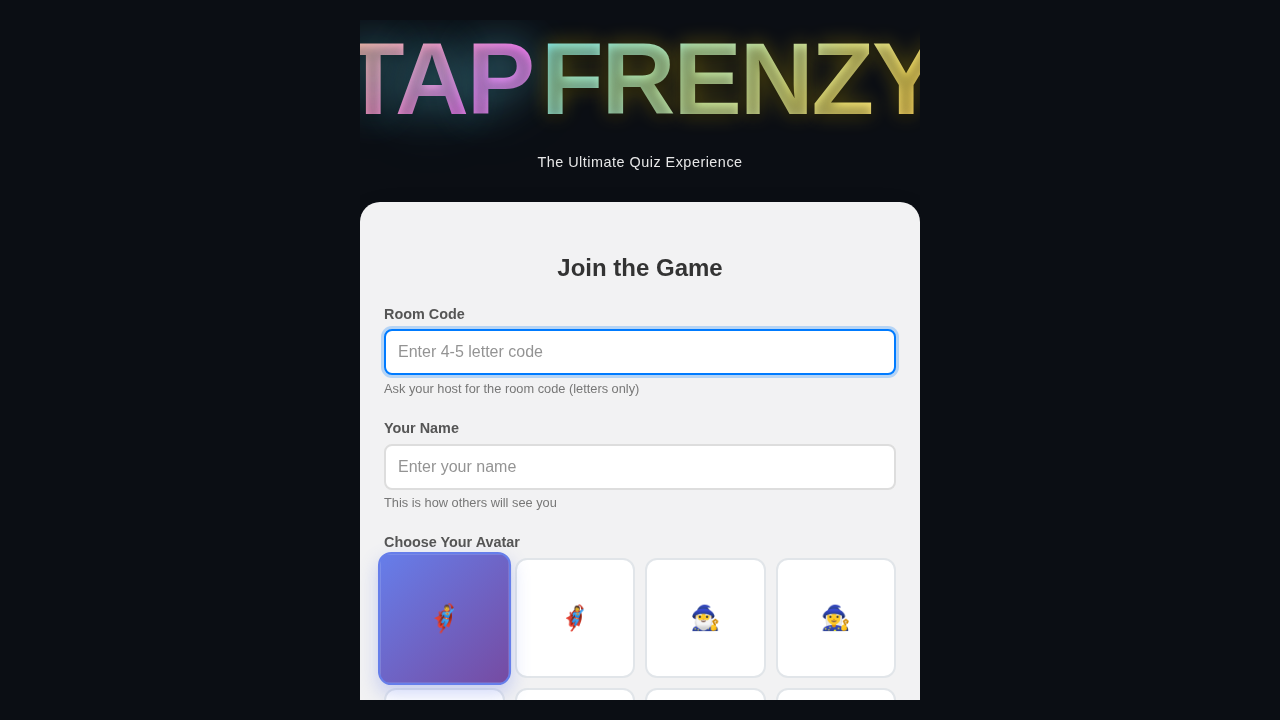 TAP FRENZY
The Ultimate Quiz Experience
Join the Game
Room Code
Enter 4-5 letter code
Ask your host for the room code (letters only)
Your Name
Enter your name
This is how others will see you
Choose Your Avatar